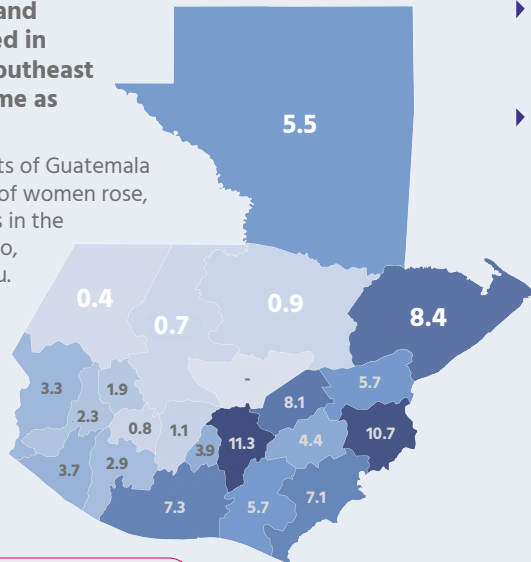 and
ed in
outheast
me as
ts of Guatemala
of women rose,
s in the
o,
u.
5.5
0.4
0.7
0.9
8.4
3.3
1.9
2.3
0.8
1.1
-
8.1
5.7
3.9
11.3
4.4
10.7
3.7
2.9
7.3
5.7
7.1